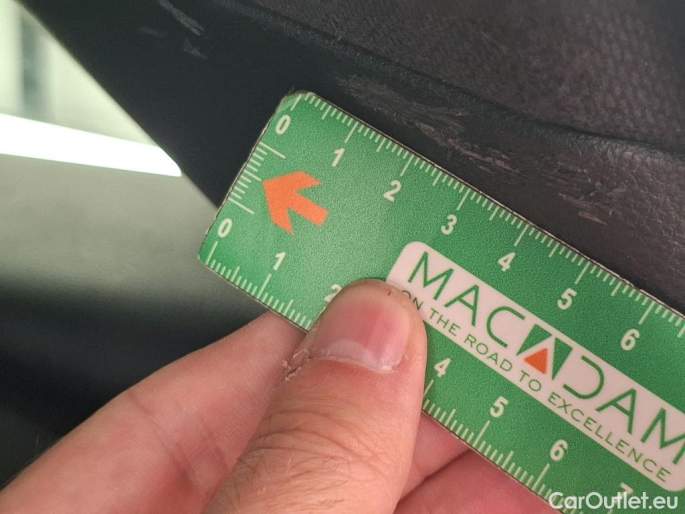 0 1 2 3 4 5 6
MACADAM
ON THE ROAD TO EXCELLENCE
0 1 2 4 5 6 7
CarOutlet.eu